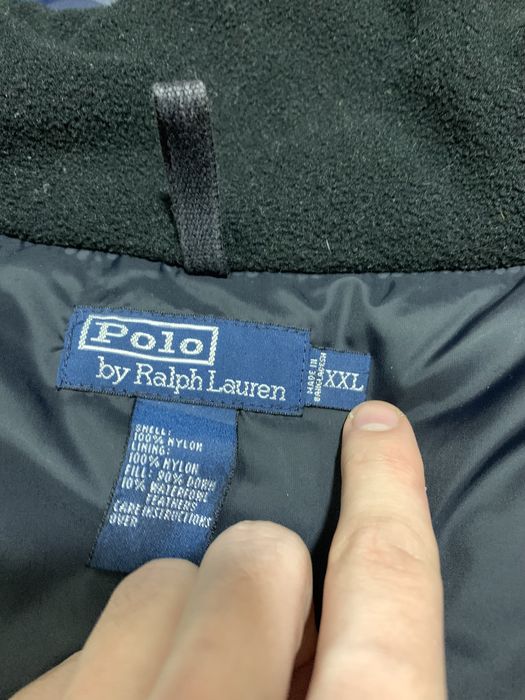 Polo
by Ralph Lauren
MADE IN
BANGLADESH
XXL
SHELL:
100% NYLON
LINING:
100% NYLON
FILL: 90% DOWN
10% WATERFOWL
FEATHERS
CARE INSTRUCTIONS
OVER